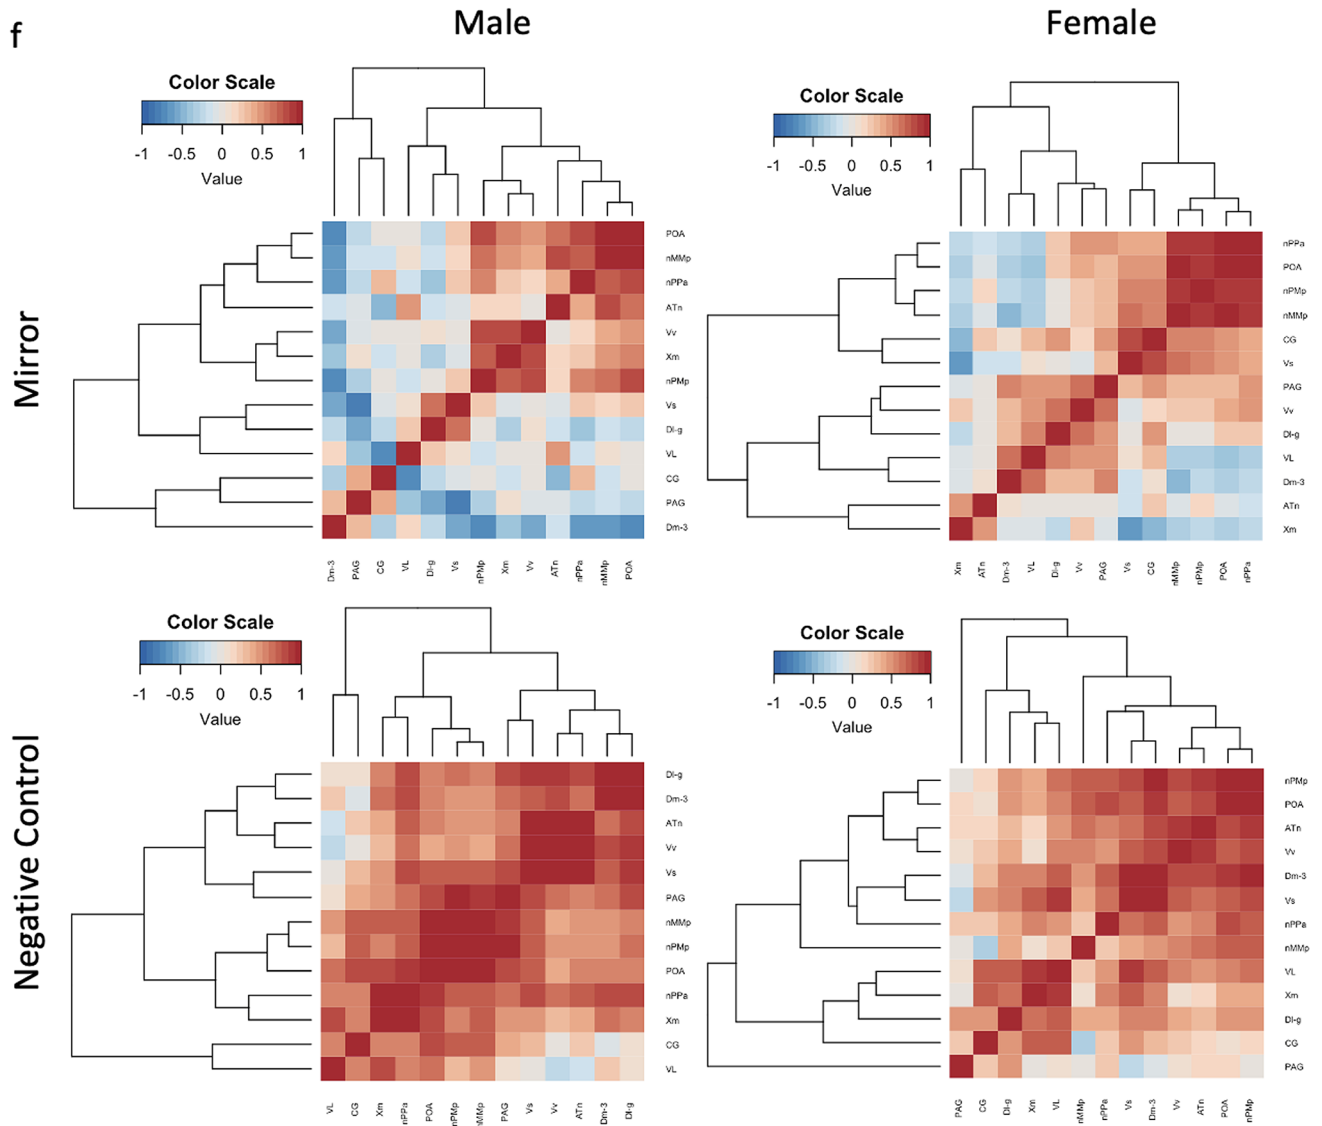 f
Male
Female
Mirror
Negative Control
Color Scale
-1 -0.5 0 0.5 1
Value
POA
nMMp
nPPa
ATn
Vv
Xm
nPMp
Vs
Dl-g
VL
CG
PAG
Dm-3
Dm-3 PAG CG VL Dl-g Vs nPMp Xm Vv ATn nPPa nMMp POA
Color Scale
-1 -0.5 0 0.5 1
Value
nPPa
POA
nPMp
nMMp
CG
Vs
PAG
Vv
Dl-g
VL
Dm-3
ATn
Xm
Xm ATn Dm-3 VL Dl-g Vv PAG Vs CG nMMp nPMp POA nPPa
Color Scale
-1 -0.5 0 0.5 1
Value
Dl-g
Dm-3
ATn
Vv
Vs
PAG
nMMp
nPMp
POA
nPPa
Xm
CG
VL
VL CG Xm nPPa POA nPMp nMMp PAG Vs Vv ATn Dm-3 Dl-g
Color Scale
-1 -0.5 0 0.5 1
Value
nPMp
POA
ATn
Vv
Dm-3
Vs
nPPa
nMMp
VL
Xm
Dl-g
CG
PAG
PAG CG Dl-g Xm VL nMMp nPPa Vs Dm-3 Vv ATn POA nPMp